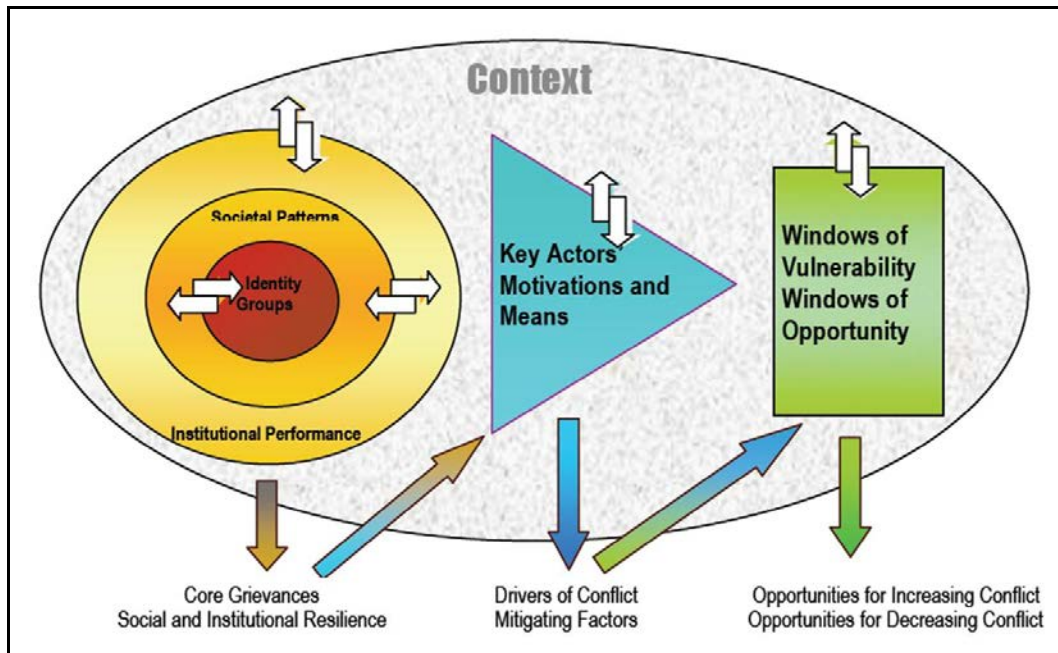 Context
Societal Patterns
Identity
Groups
Institutional Performance
Key Actors'
Motivations and
Means
Windows of
Vulnerability
Windows of
Opportunity
Core Grievances
Social and Institutional Resilience
Drivers of Conflict
Mitigating Factors
Opportunities for Increasing Conflict
Opportunities for Decreasing Conflict